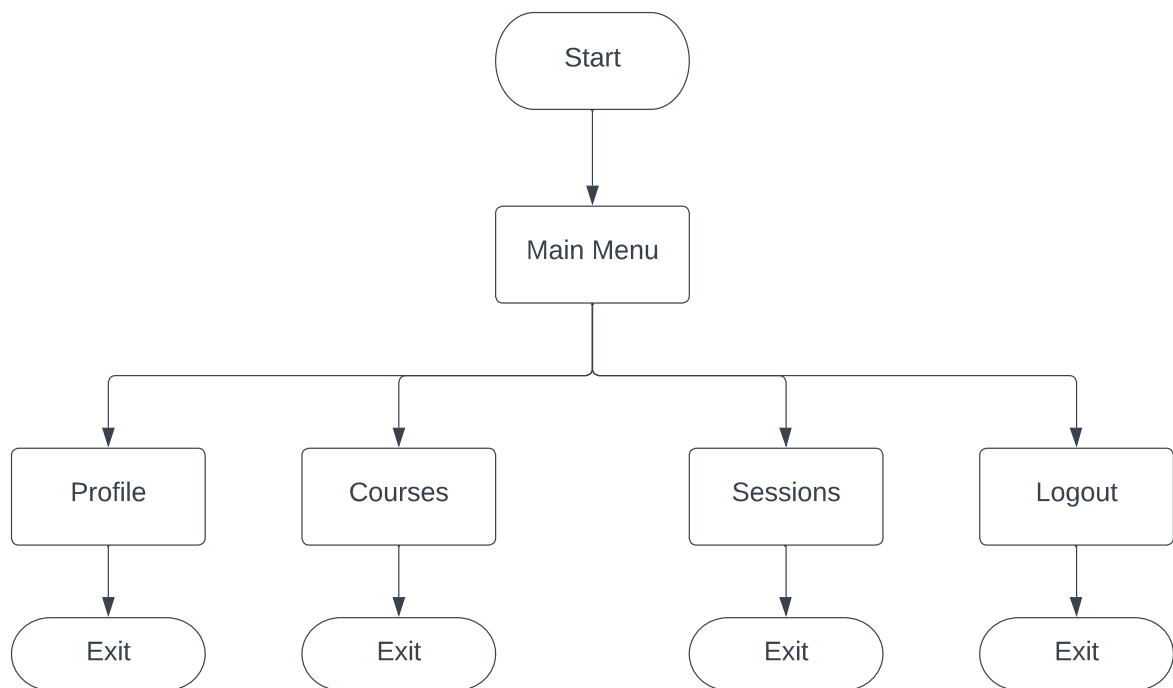 Start
Main Menu
Profile
Courses
Sessions
Logout
Exit
Exit
Exit
Exit